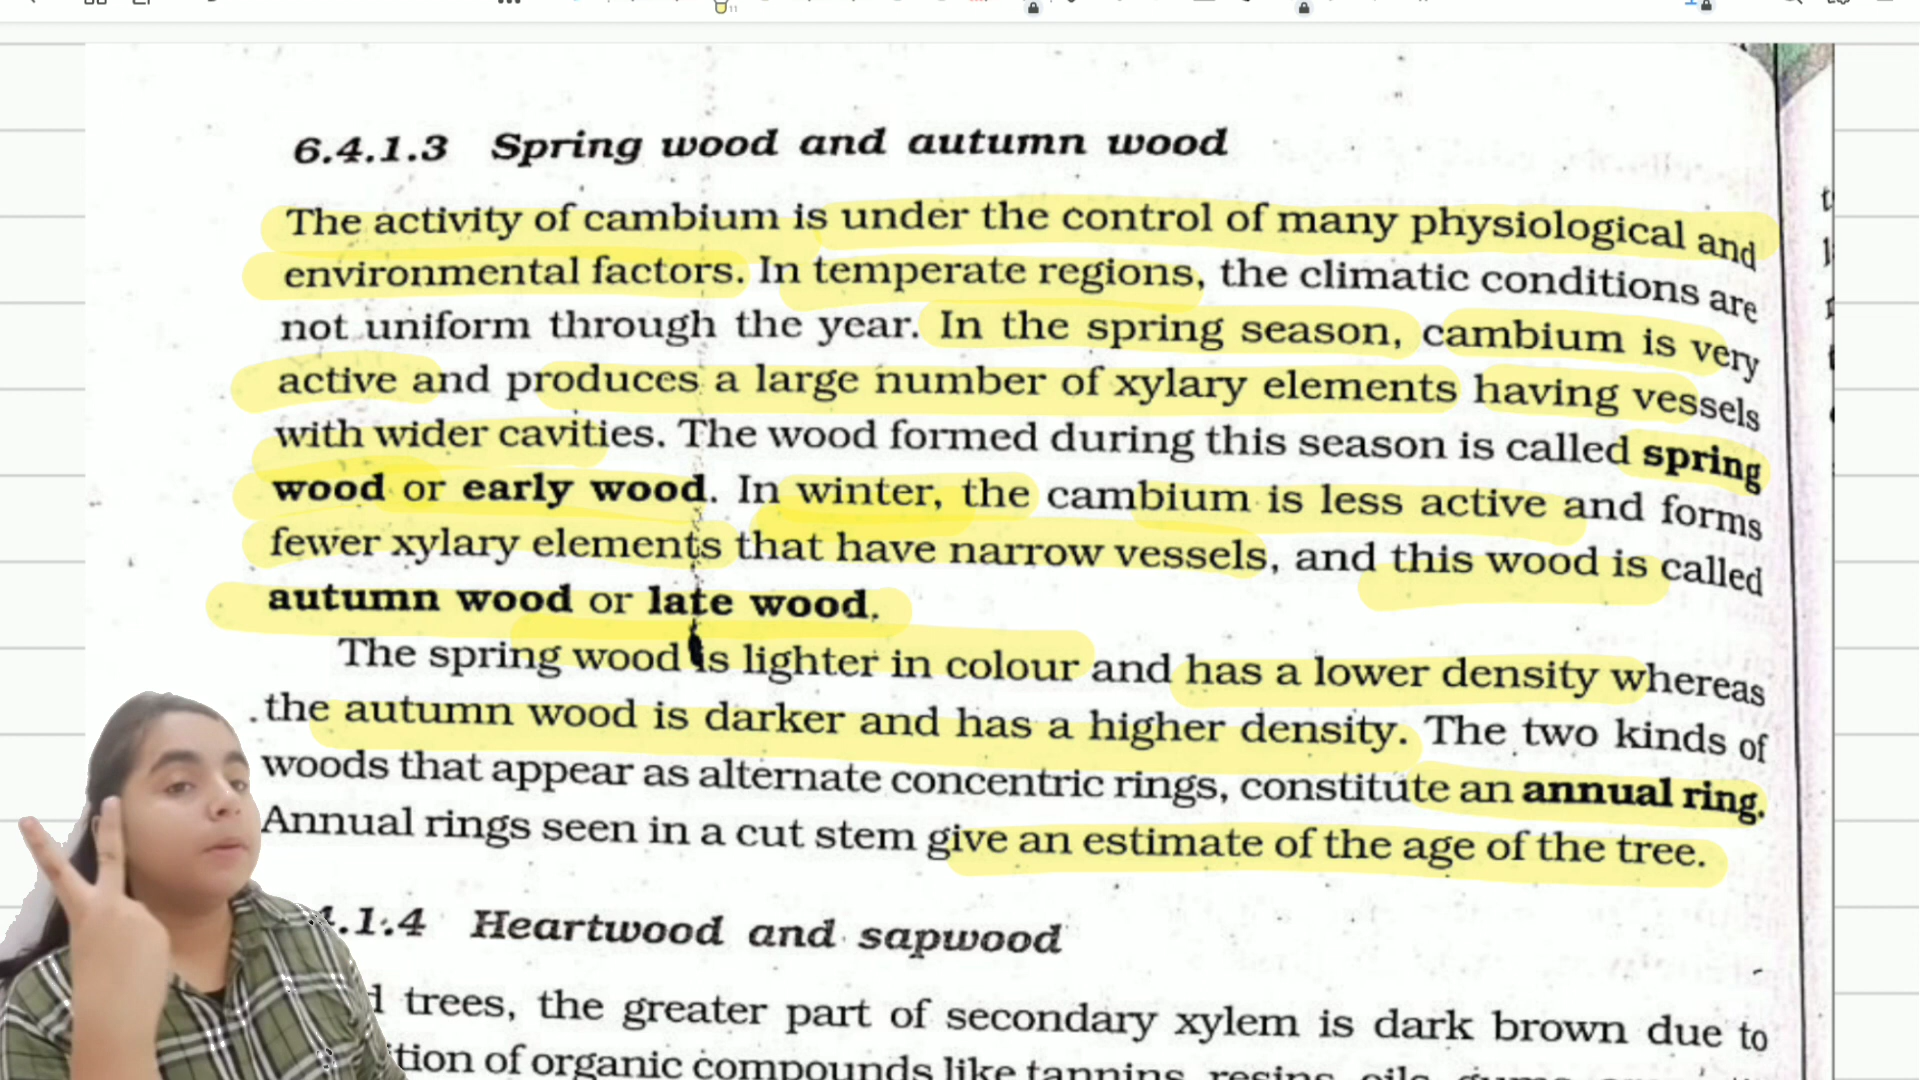 6.4.1.3 Spring wood and autumn wood
The activity of cambium is under the control of many physiological and
environmental factors. In temperate regions, the climatic conditions are
not uniform through the year. In the spring season, cambium is very
active and produces a large number of xylary elements having vessels
with wider cavities. The wood formed during this season is called spring
wood or early wood. In winter, the cambium is less active and forms
fewer xylary elements that have narrow vessels, and this wood is called
autumn wood or late wood.
The spring wood is lighter in colour and has a lower density whereas
the autumn wood is darker and has a higher density. The two kinds of
woods that appear as alternate concentric rings, constitute an annual ring.
Annual rings seen in a cut stem give an estimate of the age of the tree.
4.1.4 Heartwood and sapwood
trees, the greater part of secondary xylem is dark brown due to
of organic compounds like tannins, resins, oils,